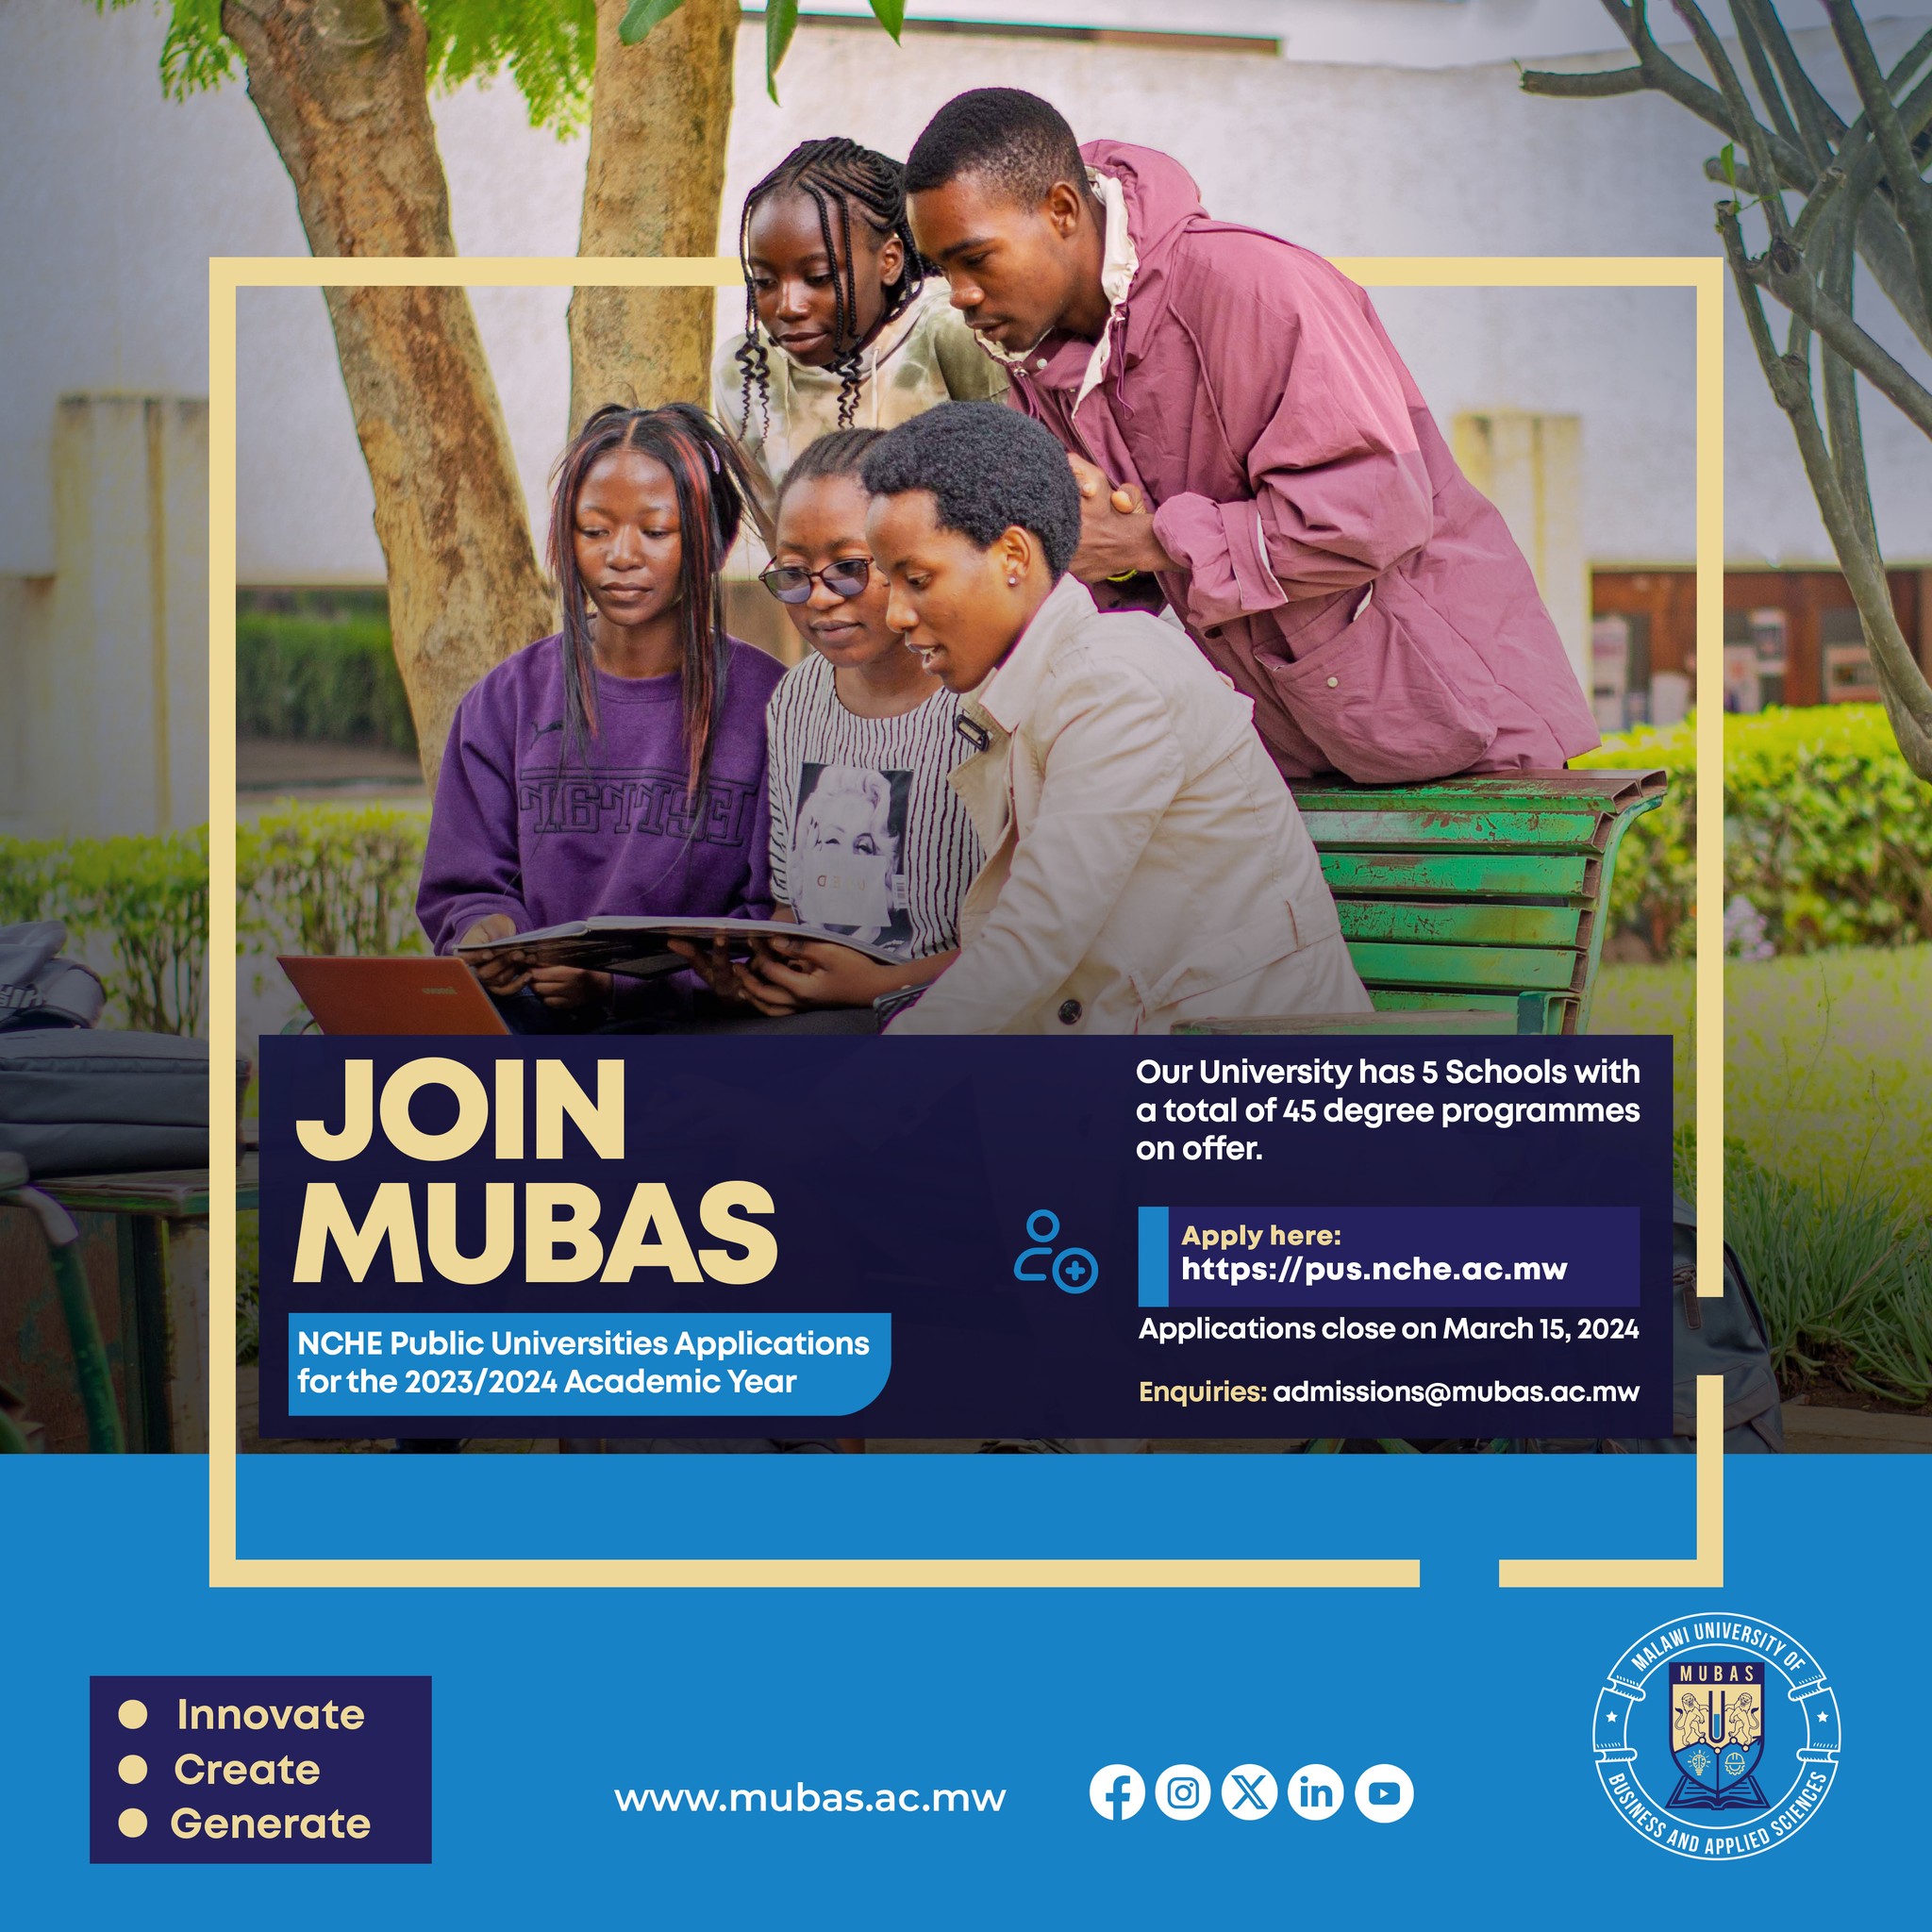 JOIN
MUBAS
NCHE Public Universities Applications
for the 2023/2024 Academic Year
Our University has 5 Schools with
a total of 45 degree programmes
on offer.
Apply here:
https://pus.nche.ac.mw
Applications close on March 15, 2024
Enquiries: admissions@mubas.ac.mw
Innovate
Create
Generate
www.mubas.ac.mw
MALAWI UNIVERSITY OF
MUBAS
BUSINESS AND APPLIED SCIENCES